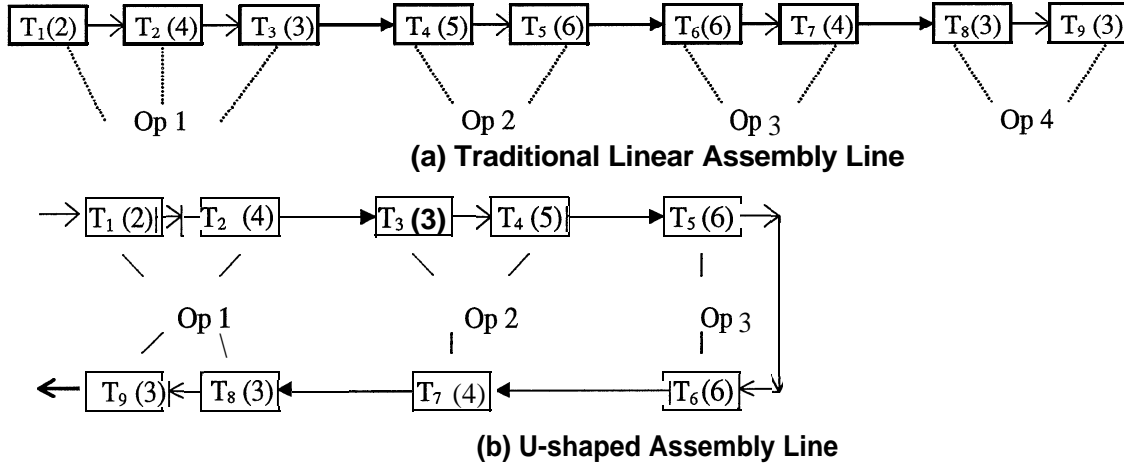 T₁(2) T₂ (4) T₃ (3) T₄ (5) T₅ (6) T₆(6) T₇ (4) T₈(3) T₉ (3)
Op 1 Op 2 Op 3 Op 4
(a) Traditional Linear Assembly Line
T₁ (2) T₂ (4) T₃ (3) T₄ (5) T₅ (6)
Op 1 Op 2 Op 3
T₉ (3) T₈ (3) T₇ (4) T₆(6)
(b) U-shaped Assembly Line